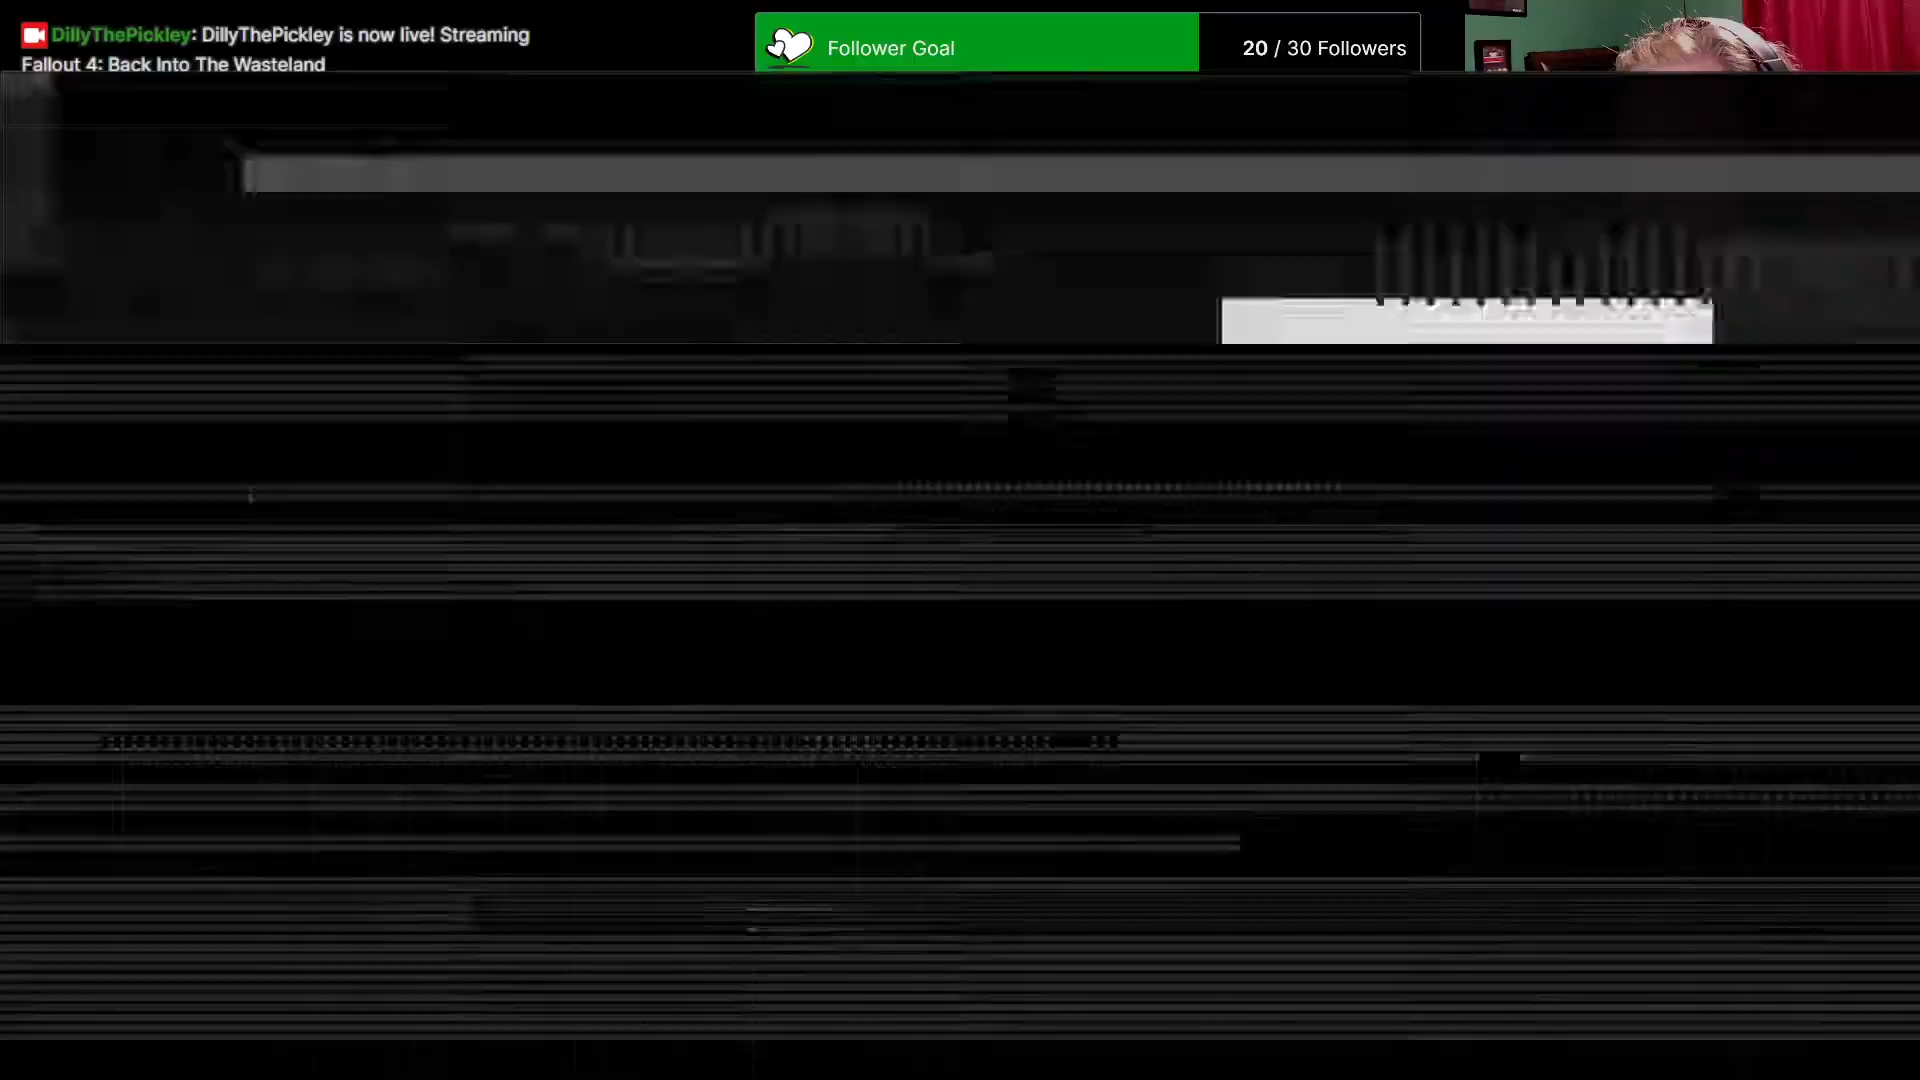 DillyThePickley: DillyThePickley is now live! Streaming
Fallout 4: Back Into The Wasteland
Follower Goal
20 / 30 Followers